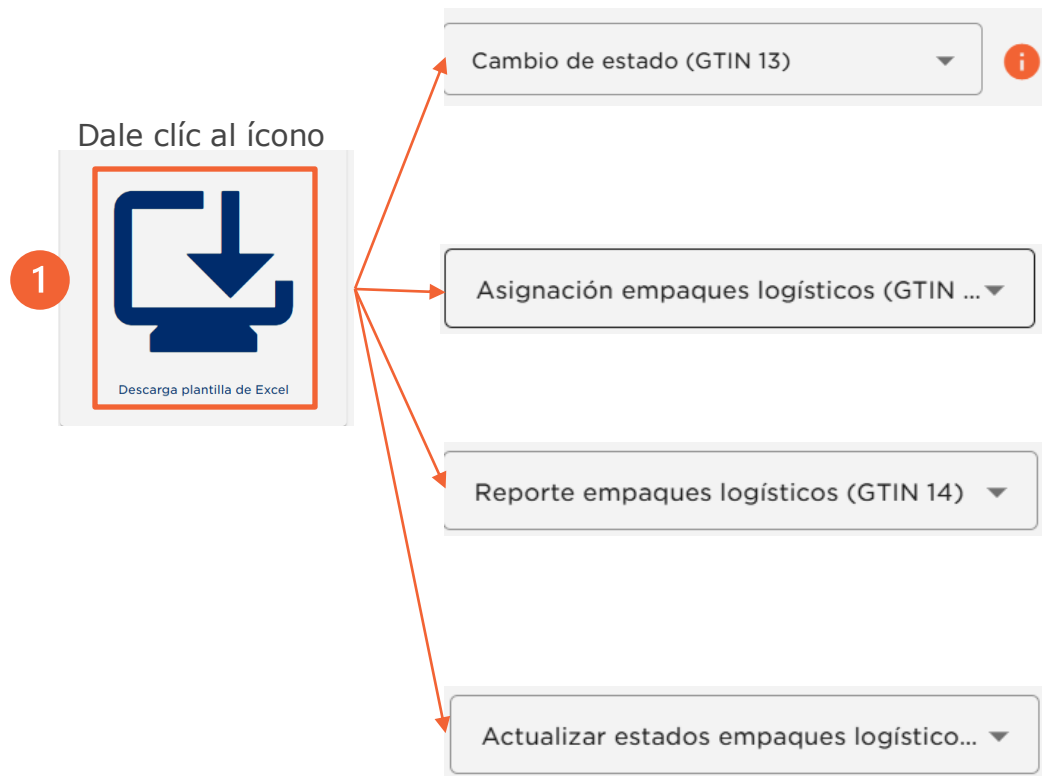 Cambio de estado (GTIN 13)
i
Dale clíc al ícono
1
Descarga plantilla de Excel
Asignación empaques logísticos (GTIN ...
Reporte empaques logísticos (GTIN 14)
Actualizar estados empaques logístico...